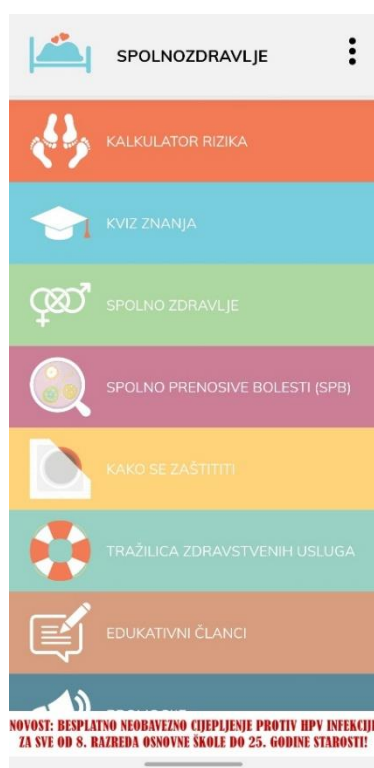 SPOLNOZDRAVLJE
KALKULATOR RIZIKA
KVIZ ZNANJA
SPOLNO ZDRAVLJE
SPOLNO PRENOSIVE BOLESTI (SPB)
KAKO SE ZAŠTITITI
TRAŽILICA ZDRAVSTVENIH USLUGA
EDUKATIVNI ČLANCI
NOVOST: BESPLATNO NEOBAVEZNO CIJEPLJENJE PROTIV HPV INFEKCIJE
ZA SVE OD 8. RAZREDA OSNOVNE ŠKOLE DO 25. GODINE STAROSTI!